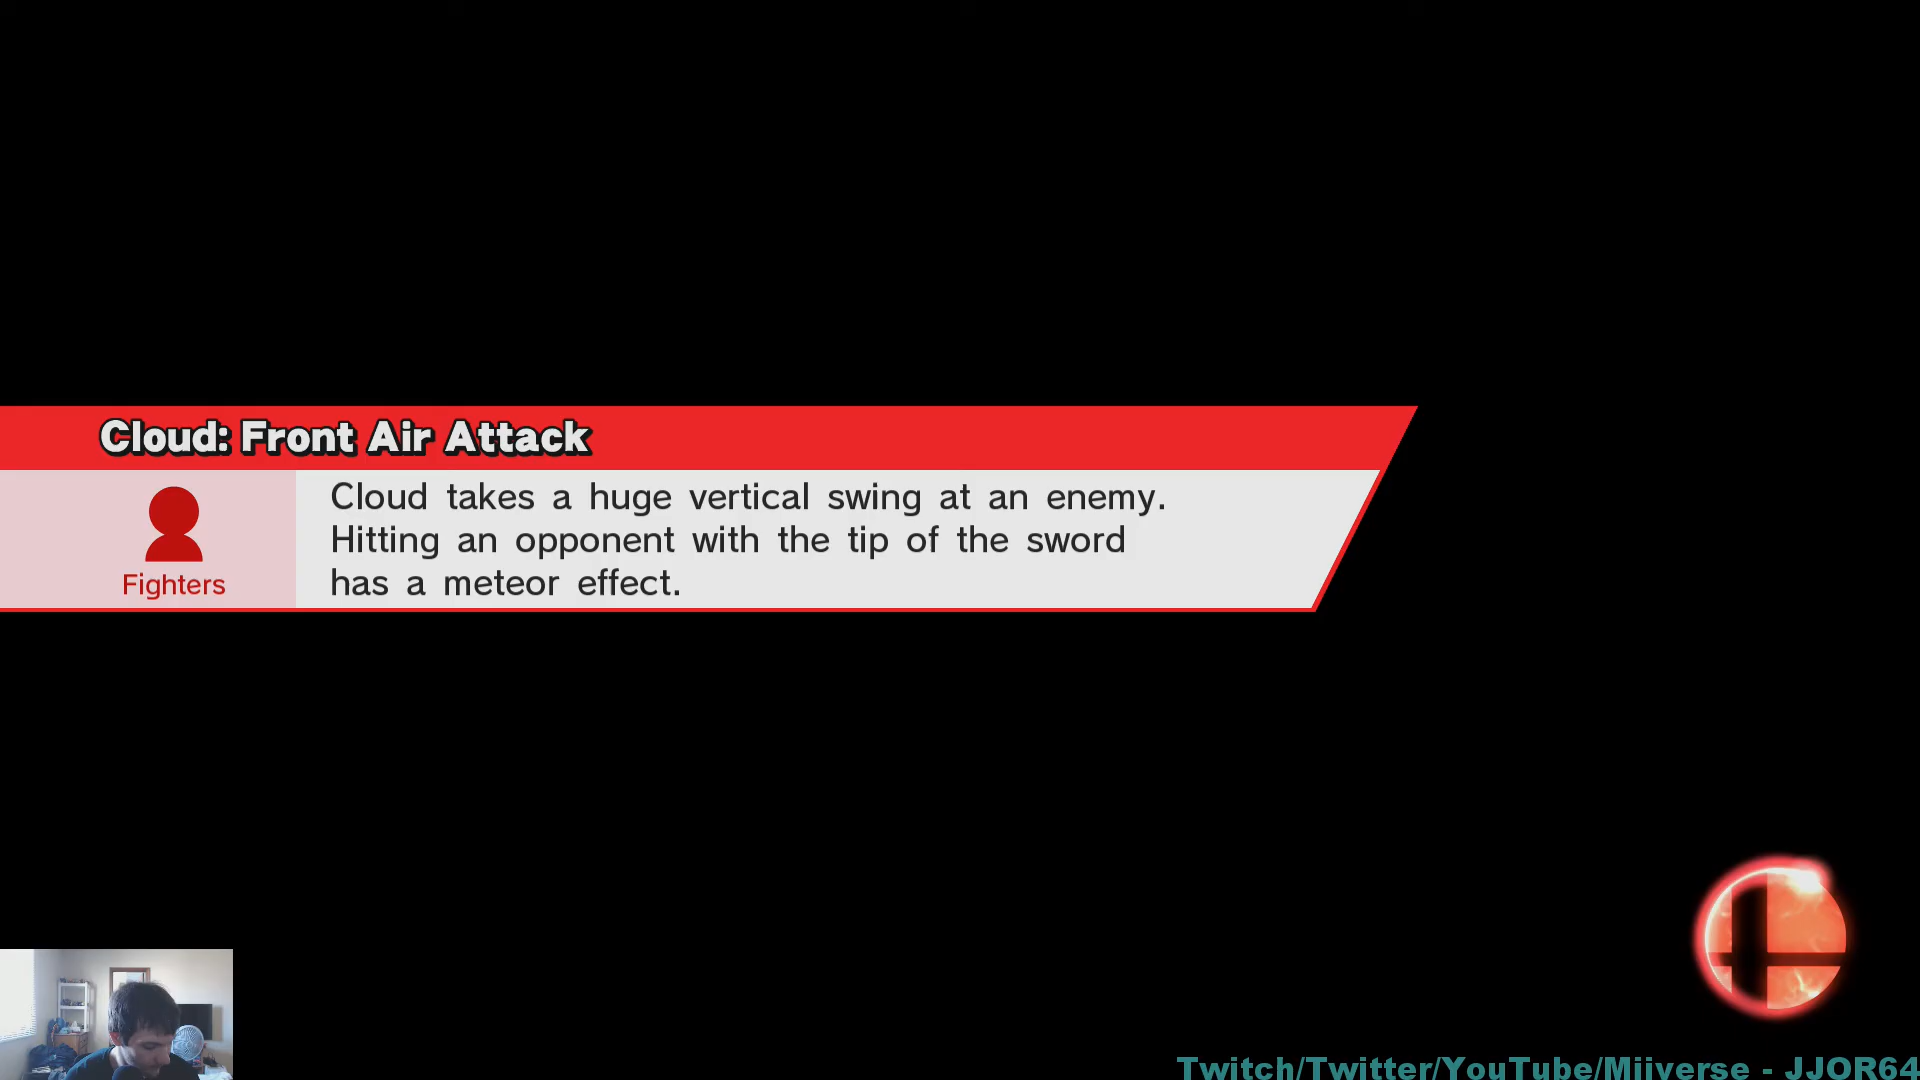 Cloud: Front Air Attack
Fighters
Cloud takes a huge vertical swing at an enemy.
Hitting an opponent with the tip of the sword
has a meteor effect.
Twitch/Twitter/YouTube/Miiverse - JJOR64